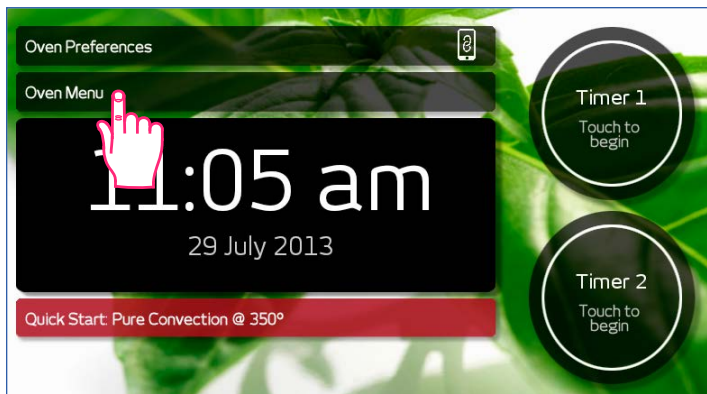 Oven Preferences
Oven Menu
11:05 am
29 July 2013
Quick Start: Pure Convection @ 350º
Timer 1
Touch to
begin
Timer 2
Touch to
begin